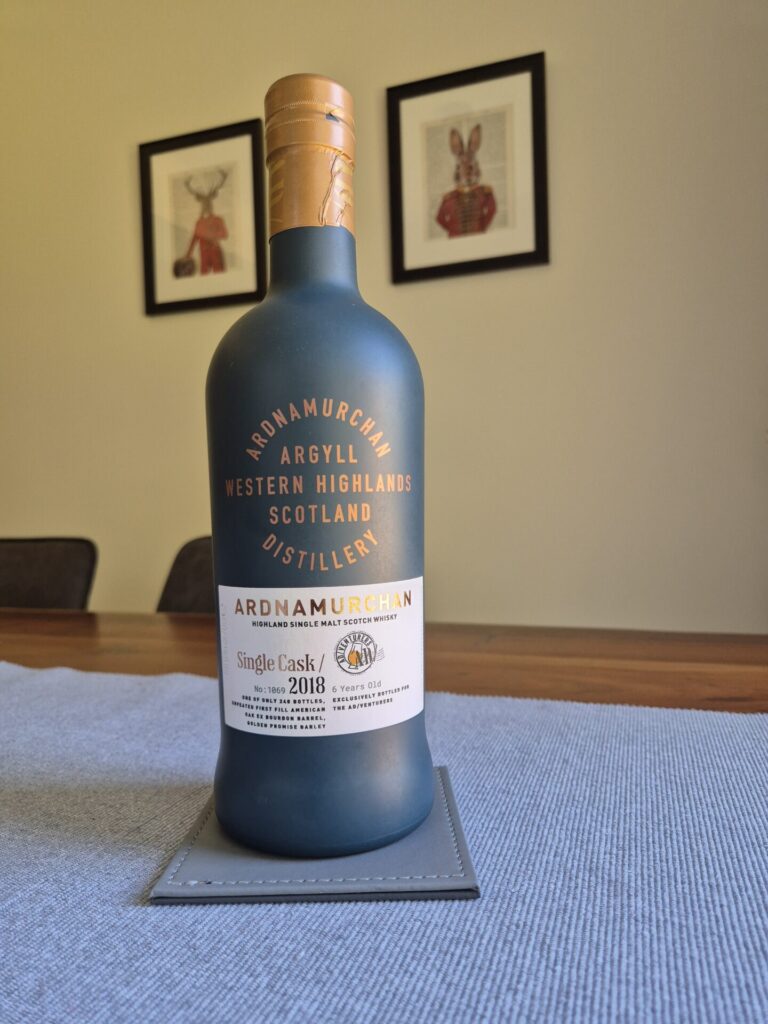 ARDNAMURCHAN
ARGYLL
WESTERN HIGHLANDS
SCOTLAND
DISTILLERY
ARDNAMURCHAN
HIGHLAND SINGLE MALT SCOTCH WHISKY
AD/VENTURERS
Single Cask /
No:1069 2018 6 Years Old
ONE OF ONLY BOTTLES, EXCLUSIVELY BOTTLED FOR
UNPEATED FIRST FILL AMERICAN THE AD/VENTURERS
OAK EX BOURBON BARREL,
GOLDEN PROMISE BARLEY